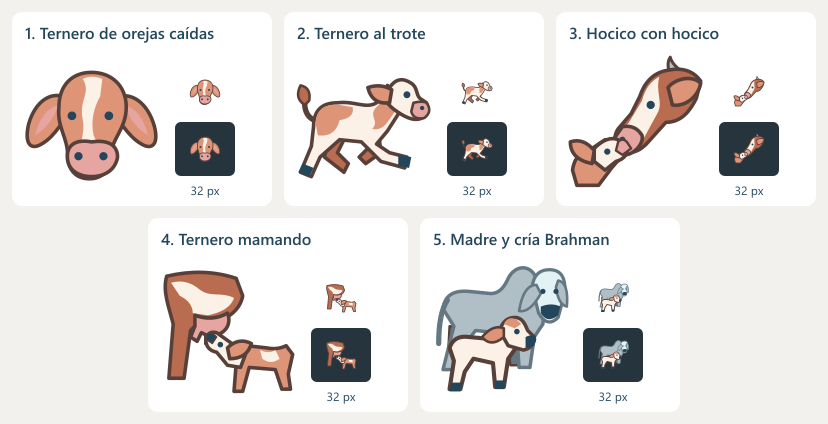 1. Ternero de orejas caídas
32 px
2. Ternero al trote
32 px
3. Hocico con hocico
32 px
4. Ternero mamando
32 px
5. Madre y cría Brahman
32 px